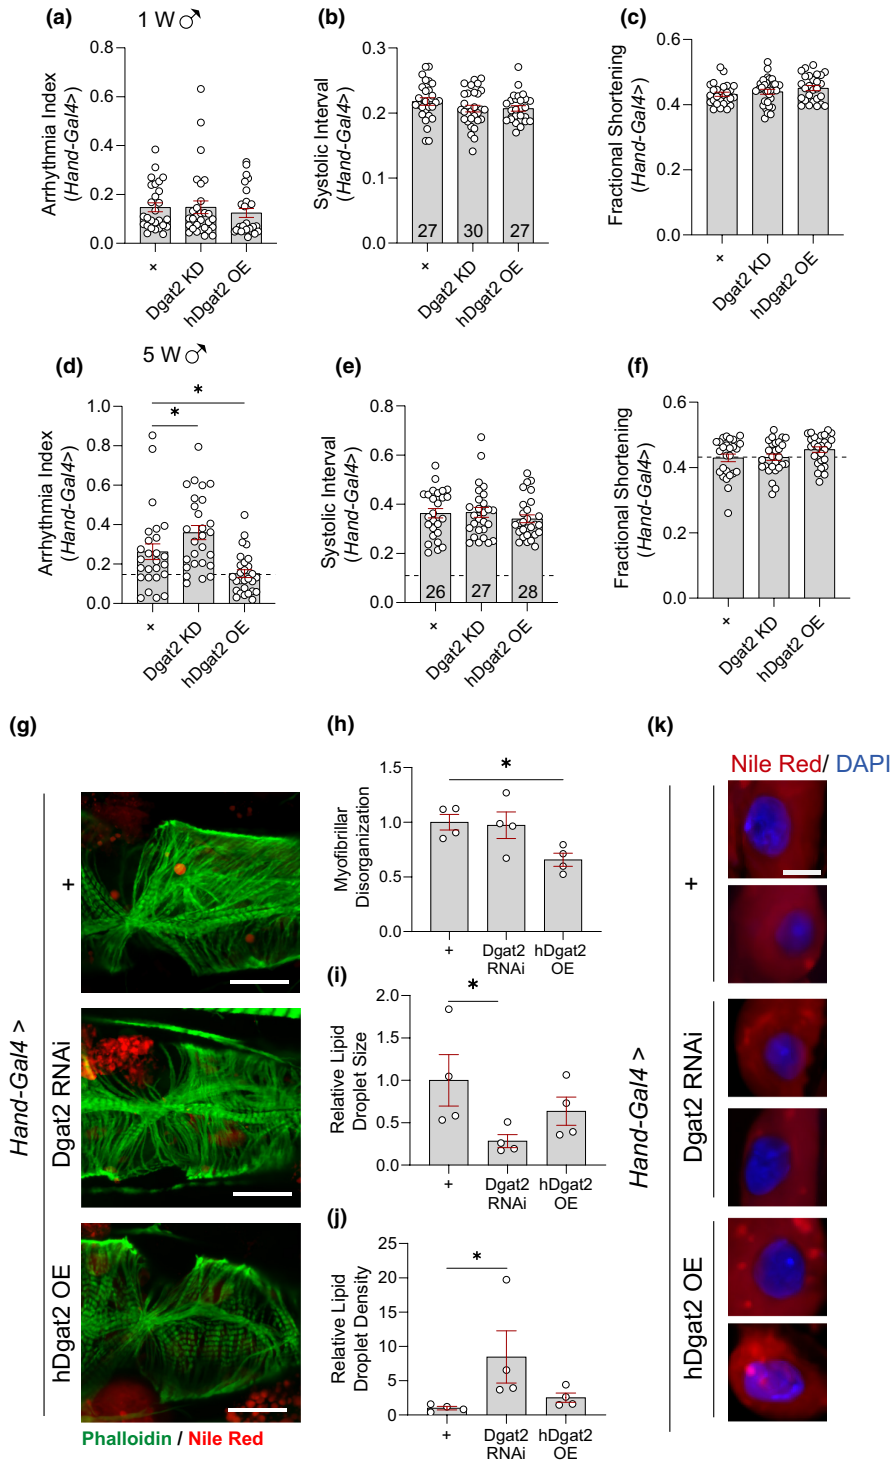 (a)
1 W ♂
(b)
(c)
Arrhythmia Index
(Hand-Gal4>)
0.8
0.6
0.4
0.2
0.0
+
Dgat2 KD
hDgat2 OE
Systolic Interval
(Hand-Gal4>)
0.3
0.2
0.1
0.0
27
30
27
+
Dgat2 KD
hDgat2 OE
Fractional Shortening
(Hand-Gal4>)
0.6
0.4
0.2
0.0
+
Dgat2 KD
hDgat2 OE
5 W ♂
(d)
(e)
(f)
Arrhythmia Index
(Hand-Gal4>)
1.0
0.8
0.6
0.4
0.2
0.0
*
*
+
Dgat2 KD
hDgat2 OE
Systolic Interval
(Hand-Gal4>)
0.8
0.6
0.4
0.2
0.0
26
27
28
+
Dgat2 KD
hDgat2 OE
Fractional Shortening
(Hand-Gal4>)
0.6
0.4
0.2
0.0
+
Dgat2 KD
hDgat2 OE
(g)
Hand-Gal4 >
+
Dgat2 RNAi
hDgat2 OE
Phalloidin / Nile Red
(h)
Myofibrillar
Disorganization
1.5
1.0
0.5
0.0
*
+
Dgat2
RNAi
hDgat2
OE
(i)
Relative Lipid
Droplet Size
2.0
1.5
1.0
0.5
0.0
*
+
Dgat2
RNAi
hDgat2
OE
(j)
Relative Lipid
Droplet Density
25
20
15
10
5
0
*
+
Dgat2
RNAi
hDgat2
OE
(k)
Nile Red/ DAPI
Hand-Gal4 >
+
Dgat2 RNAi
hDgat2 OE